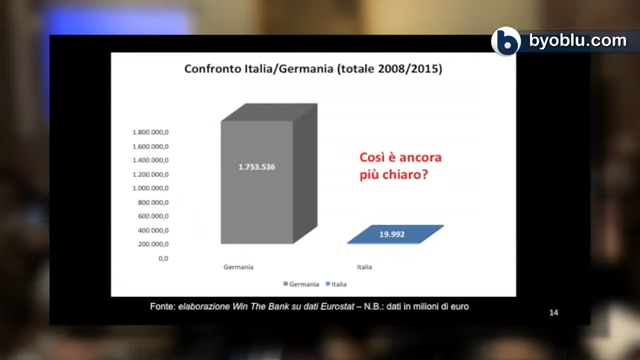 byoblu.com
Confronto Italia/Germania (totale 2008/2015)
1.800.000,0
1.600.000,0
1.400.000,0
1.200.000,0
1.000.000,0
800.000,0
600.000,0
400.000,0
200.000,0
0,0
1.753.536
Così è ancora
più chiaro?
19.992
Germania
Italia
Germania Italia
Fonte: elaborazione Win The Bank su dati Eurostat – N.B.: dati in milioni di euro
14